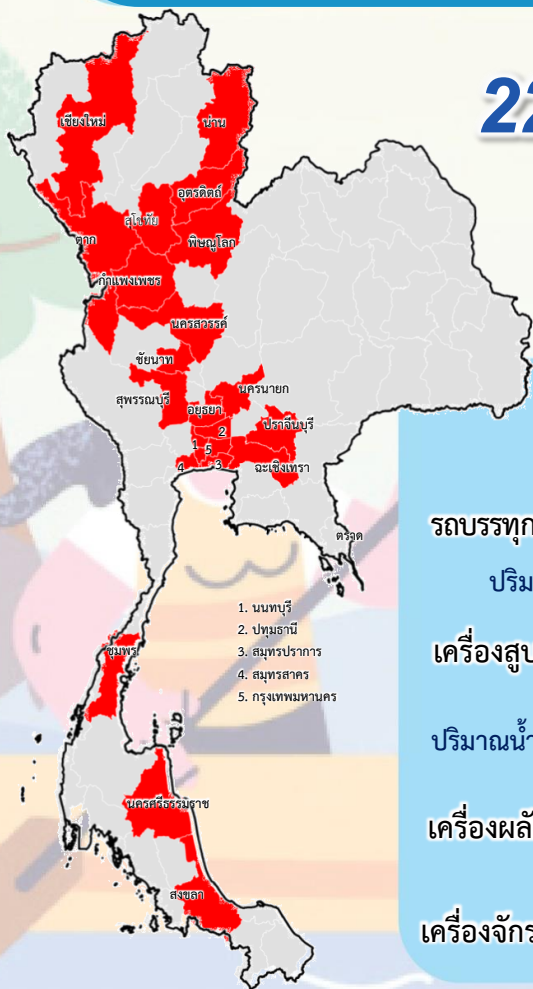 22
เชียงใหม่
น่าน
อุตรดิตถ์
สุโขทัย
ตาก
พิษณุโลก
กำแพงเพชร
นครสวรรค์
ชัยนาท
สุพรรณบุรี
นครนายก
อยุธยา
ปราจีนบุรี
2
1
5
3
4
ฉะเชิงเทรา
ตราด
รถบรรทุก
ปริม
1. นนทบุรี
2. ปทุมธานี
3. สมุทรปราการ
4. สมุทรสาคร
5. กรุงเทพมหานคร
เครื่องสูบ
ชุมพร
ปริมาณน้ำ
นครศรีธรรมราช
เครื่องผลั
สงขลา
เครื่องจักร